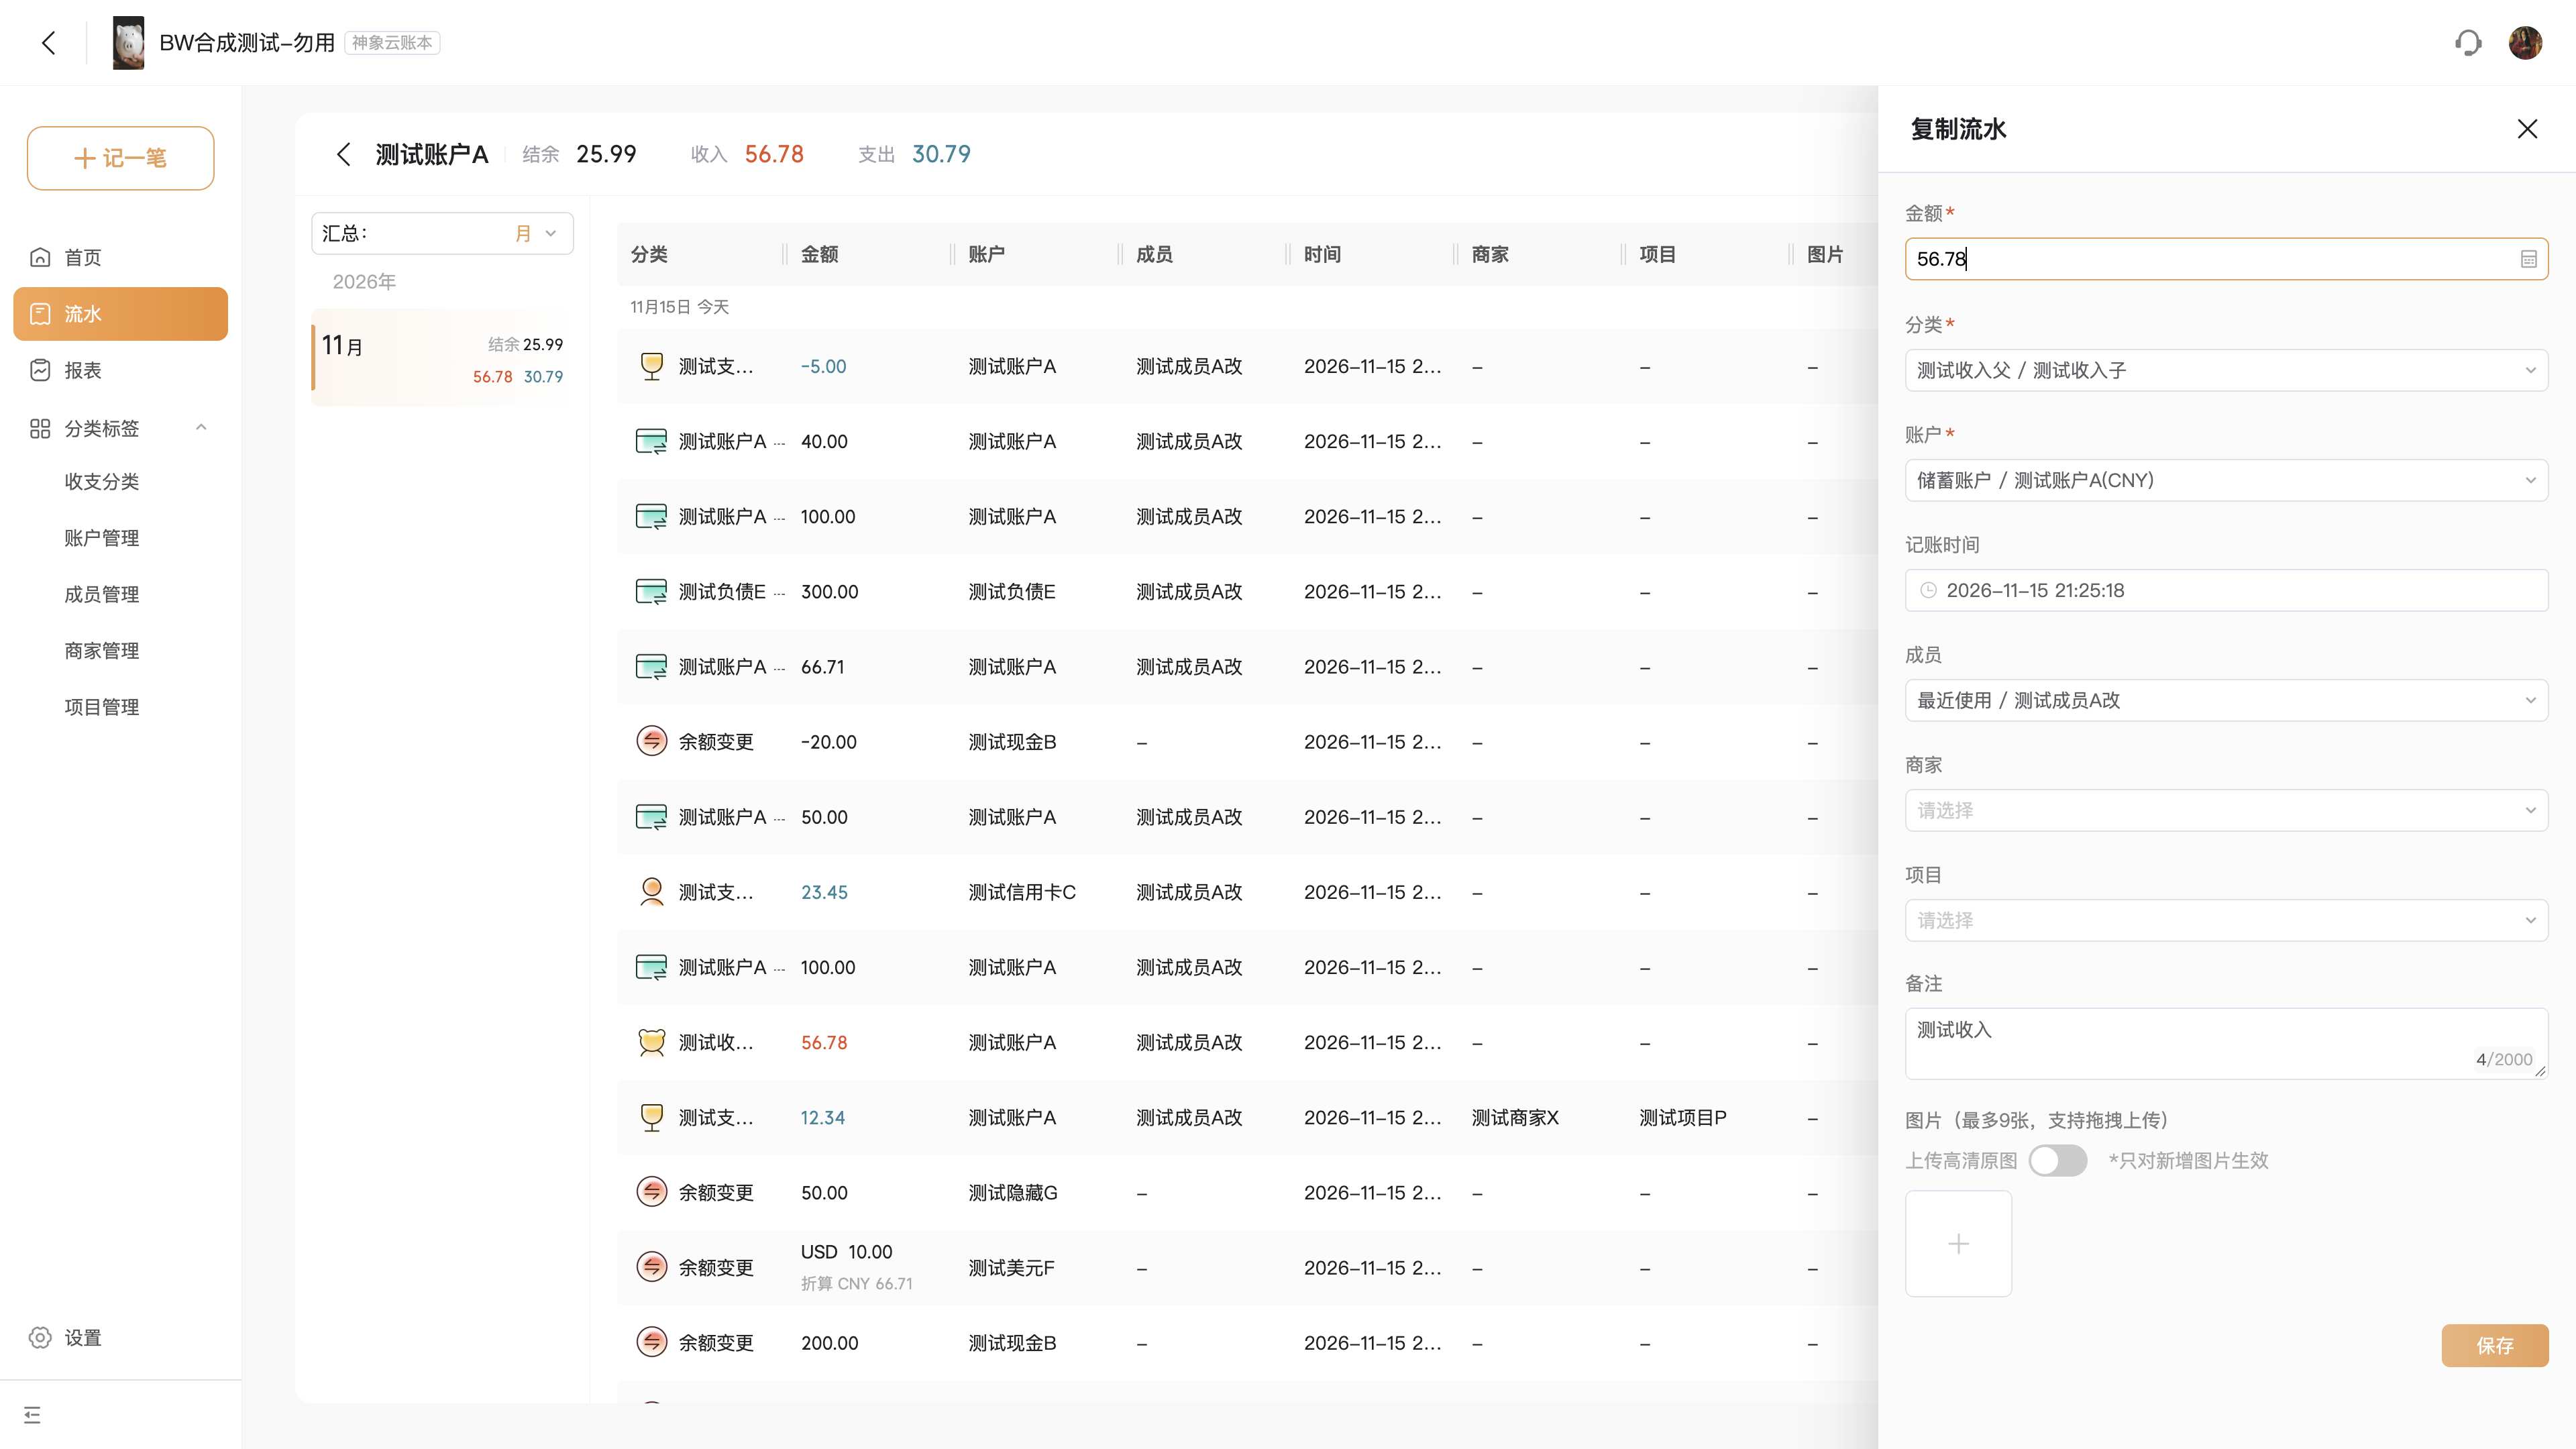 BW合成测试-勿用 神象云账本
记一笔
首页
流水
报表
分类标签
收支分类
账户管理
成员管理
商家管理
项目管理
设置
测试账户A 结余 25.99 收入 56.78 支出 30.79
汇总: 月
2026年
11月 结余 25.99
56.78 30.79
分类 金额 账户 成员 时间 商家 项目 图片
11月15日 今天
测试支... -5.00 测试账户A 测试成员A改 2026-11-15 2... - - -
测试账户A ... 40.00 测试账户A 测试成员A改 2026-11-15 2... - - -
测试账户A ... 100.00 测试账户A 测试成员A改 2026-11-15 2... - - -
测试负债E ... 300.00 测试负债E 测试成员A改 2026-11-15 2... - - -
测试账户A ... 66.71 测试账户A 测试成员A改 2026-11-15 2... - - -
余额变更 -20.00 测试现金B - 2026-11-15 2... - - -
测试账户A ... 50.00 测试账户A 测试成员A改 2026-11-15 2... - - -
测试支... 23.45 测试信用卡C 测试成员A改 2026-11-15 2... - - -
测试账户A ... 100.00 测试账户A 测试成员A改 2026-11-15 2... - - -
测试收... 56.78 测试账户A 测试成员A改 2026-11-15 2... - - -
测试支... 12.34 测试账户A 测试成员A改 2026-11-15 2... 测试商家X 测试项目P -
余额变更 50.00 测试隐藏G - 2026-11-15 2... - - -
余额变更 USD 10.00 测试美元F - 2026-11-15 2... - - -
折算 CNY 66.71
余额变更 200.00 测试现金B - 2026-11-15 2... - - -
复制流水
金额*
56.78
分类*
测试收入父 / 测试收入子
账户*
储蓄账户 / 测试账户A(CNY)
记账时间
2026-11-15 21:25:18
成员
最近使用 / 测试成员A改
商家
请选择
项目
请选择
备注
测试收入
4/2000
图片（最多9张，支持拖拽上传）
上传高清原图 *只对新增图片生效
保存